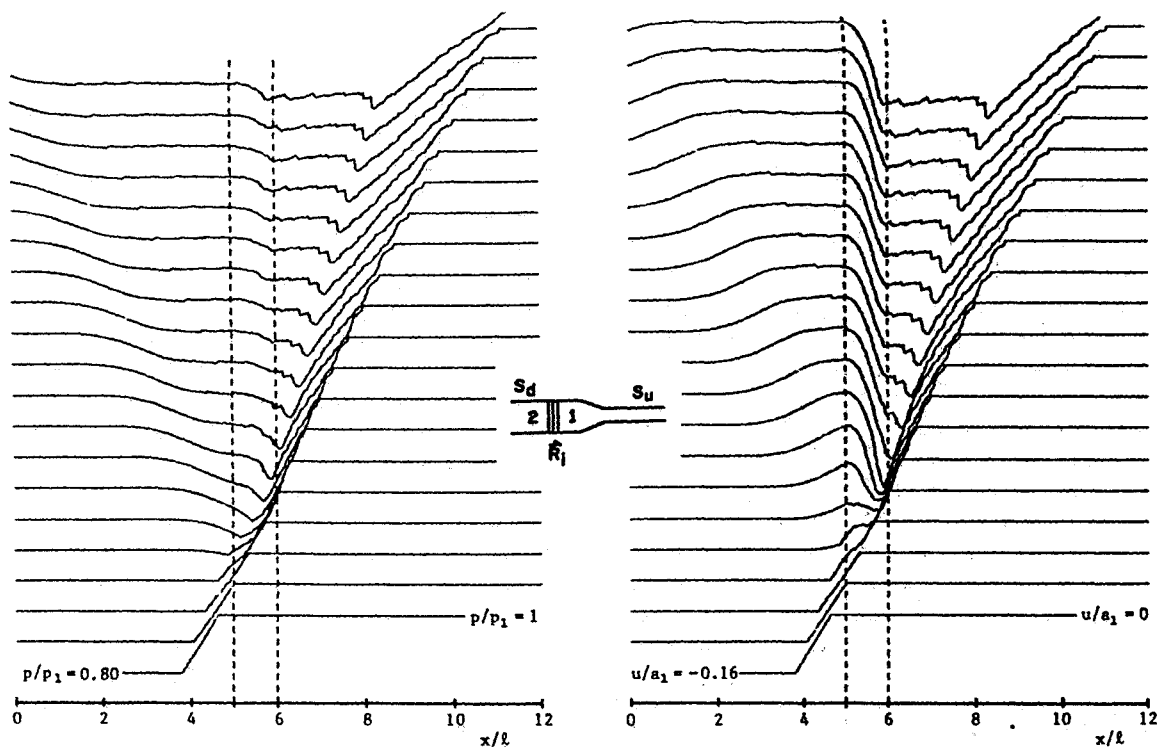 S_d
S_u
2
1
R⃗_i
p/p₁ = 1
p/p₁ = 0.80
u/a₁ = 0
u/a₁ = -0.16
0 2 4 6 8 10 12
x/ℓ
0 2 4 6 8 10 12
x/ℓ